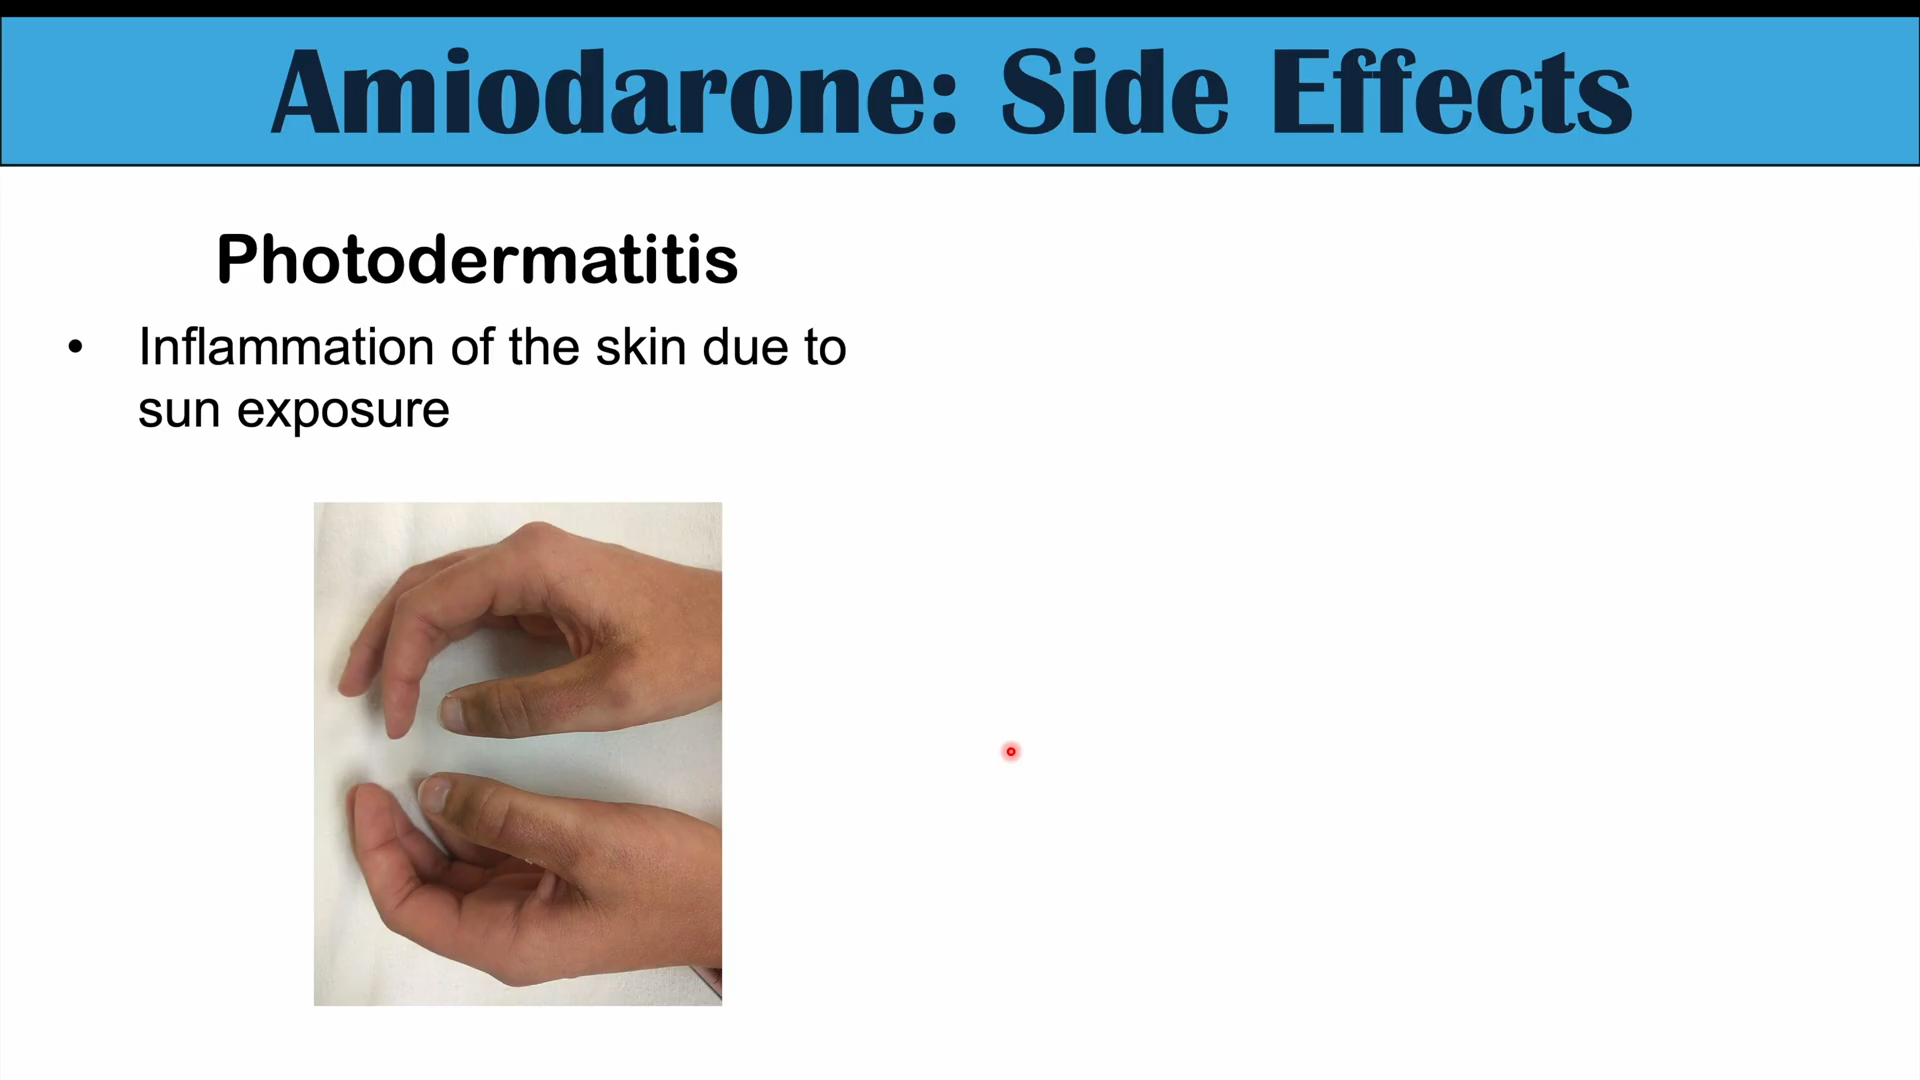 Amiodarone: Side Effects
Photodermatitis
• Inflammation of the skin due to
sun exposure